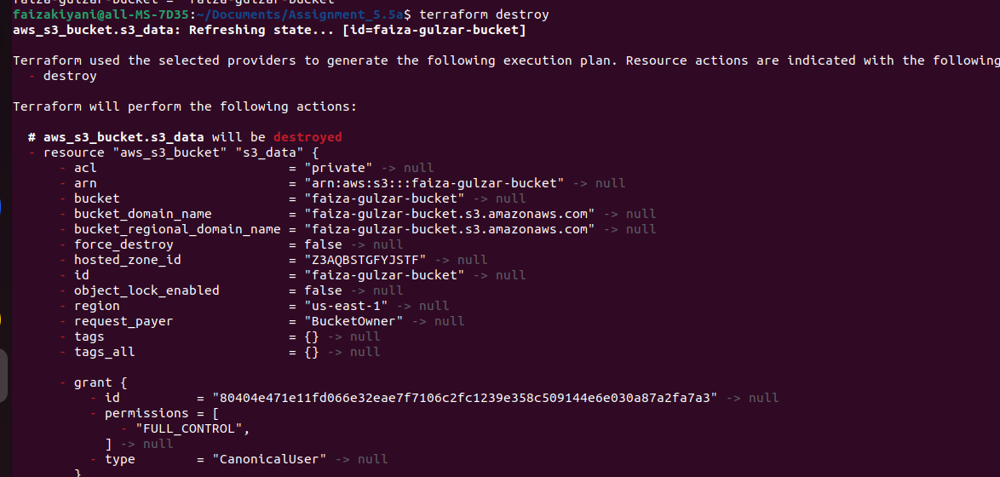 faizakiyani@all-MS-7D35:~/Documents/Assignment_5.5a$ terraform destroy
aws_s3_bucket.s3_data: Refreshing state... [id=faiza-gulzar-bucket]
Terraform used the selected providers to generate the following execution plan. Resource actions are indicated with the following
- destroy
Terraform will perform the following actions:
# aws_s3_bucket.s3_data will be destroyed
- resource "aws_s3_bucket" "s3_data" {
- acl = "private" -> null
- arn = "arn:aws:s3:::faiza-gulzar-bucket" -> null
- bucket = "faiza-gulzar-bucket" -> null
- bucket_domain_name = "faiza-gulzar-bucket.s3.amazonaws.com" -> null
- bucket_regional_domain_name = "faiza-gulzar-bucket.s3.amazonaws.com" -> null
- force_destroy = false -> null
- hosted_zone_id = "Z3AQBSTGFYJSTF" -> null
- id = "faiza-gulzar-bucket" -> null
- object_lock_enabled = false -> null
- region = "us-east-1" -> null
- request_payer = "BucketOwner" -> null
- tags = {} -> null
- tags_all = {} -> null
- grant {
- id = "80404e471e11fd066e32eae7f7106c2fc1239e358c509144e6e030a87a2fa7a3" -> null
- permissions = [
- "FULL_CONTROL",
] -> null
- type = "CanonicalUser" -> null
}